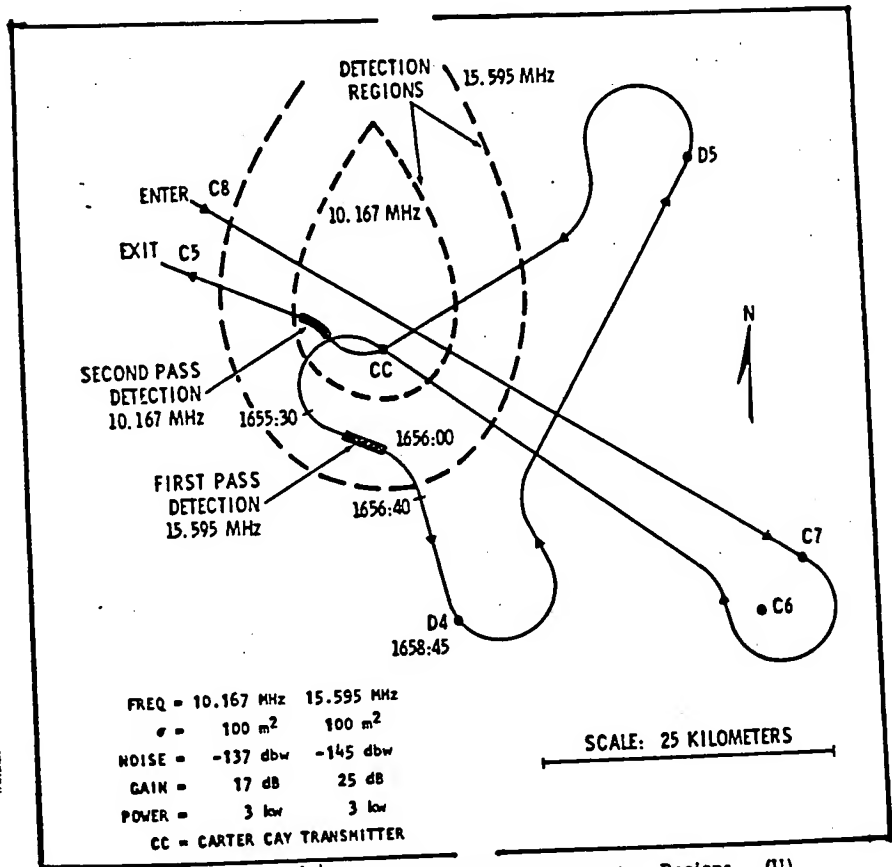 DETECTION
REGIONS
15.595 MHz
ENTER
C8
10.167 MHz
D5
EXIT
C5
N
SECOND PASS
DETECTION
10.167 MHz
CC
1655:30
1656:00
FIRST PASS
DETECTION
15.595 MHz
1656:40
C7
C6
D4
1658:45
FREQ = 10.167 MHz 15.595 MHz
σ = 100 m² 100 m²
NOISE = -137 dbw -145 dbw
GAIN = 17 dB 25 dB
POWER = 3 kw 3 kw
CC = CARTER CAY TRANSMITTER
SCALE: 25 KILOMETERS
Regions (U)